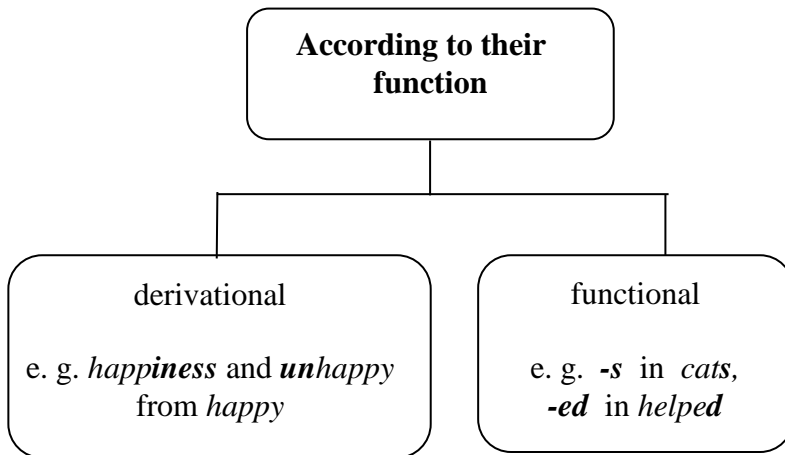 According to their
function
derivational
e. g. happiness and unhappy
from happy
functional
e. g. -s in cats,
-ed in helped